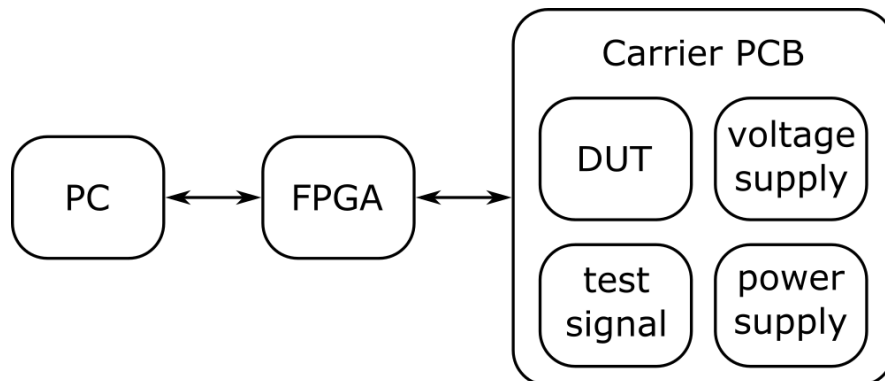 PC
FPGA
Carrier PCB
DUT
voltage
supply
test
signal
power
supply